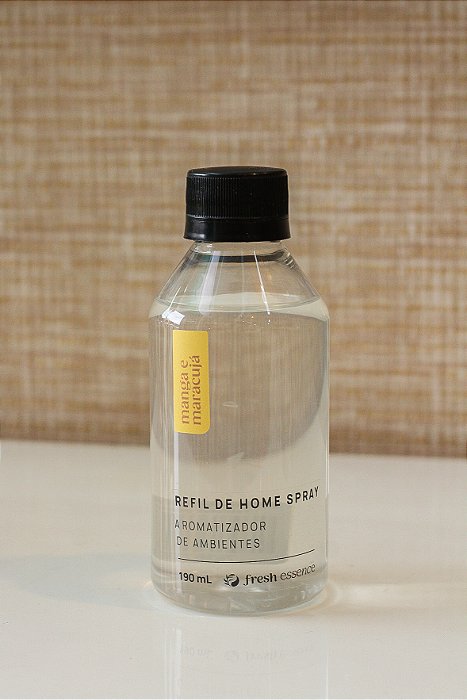 manga e
maracujá
REFIL DE HOME SPRAY
AROMATIZADOR
DE AMBIENTES
190 mL fresh essence